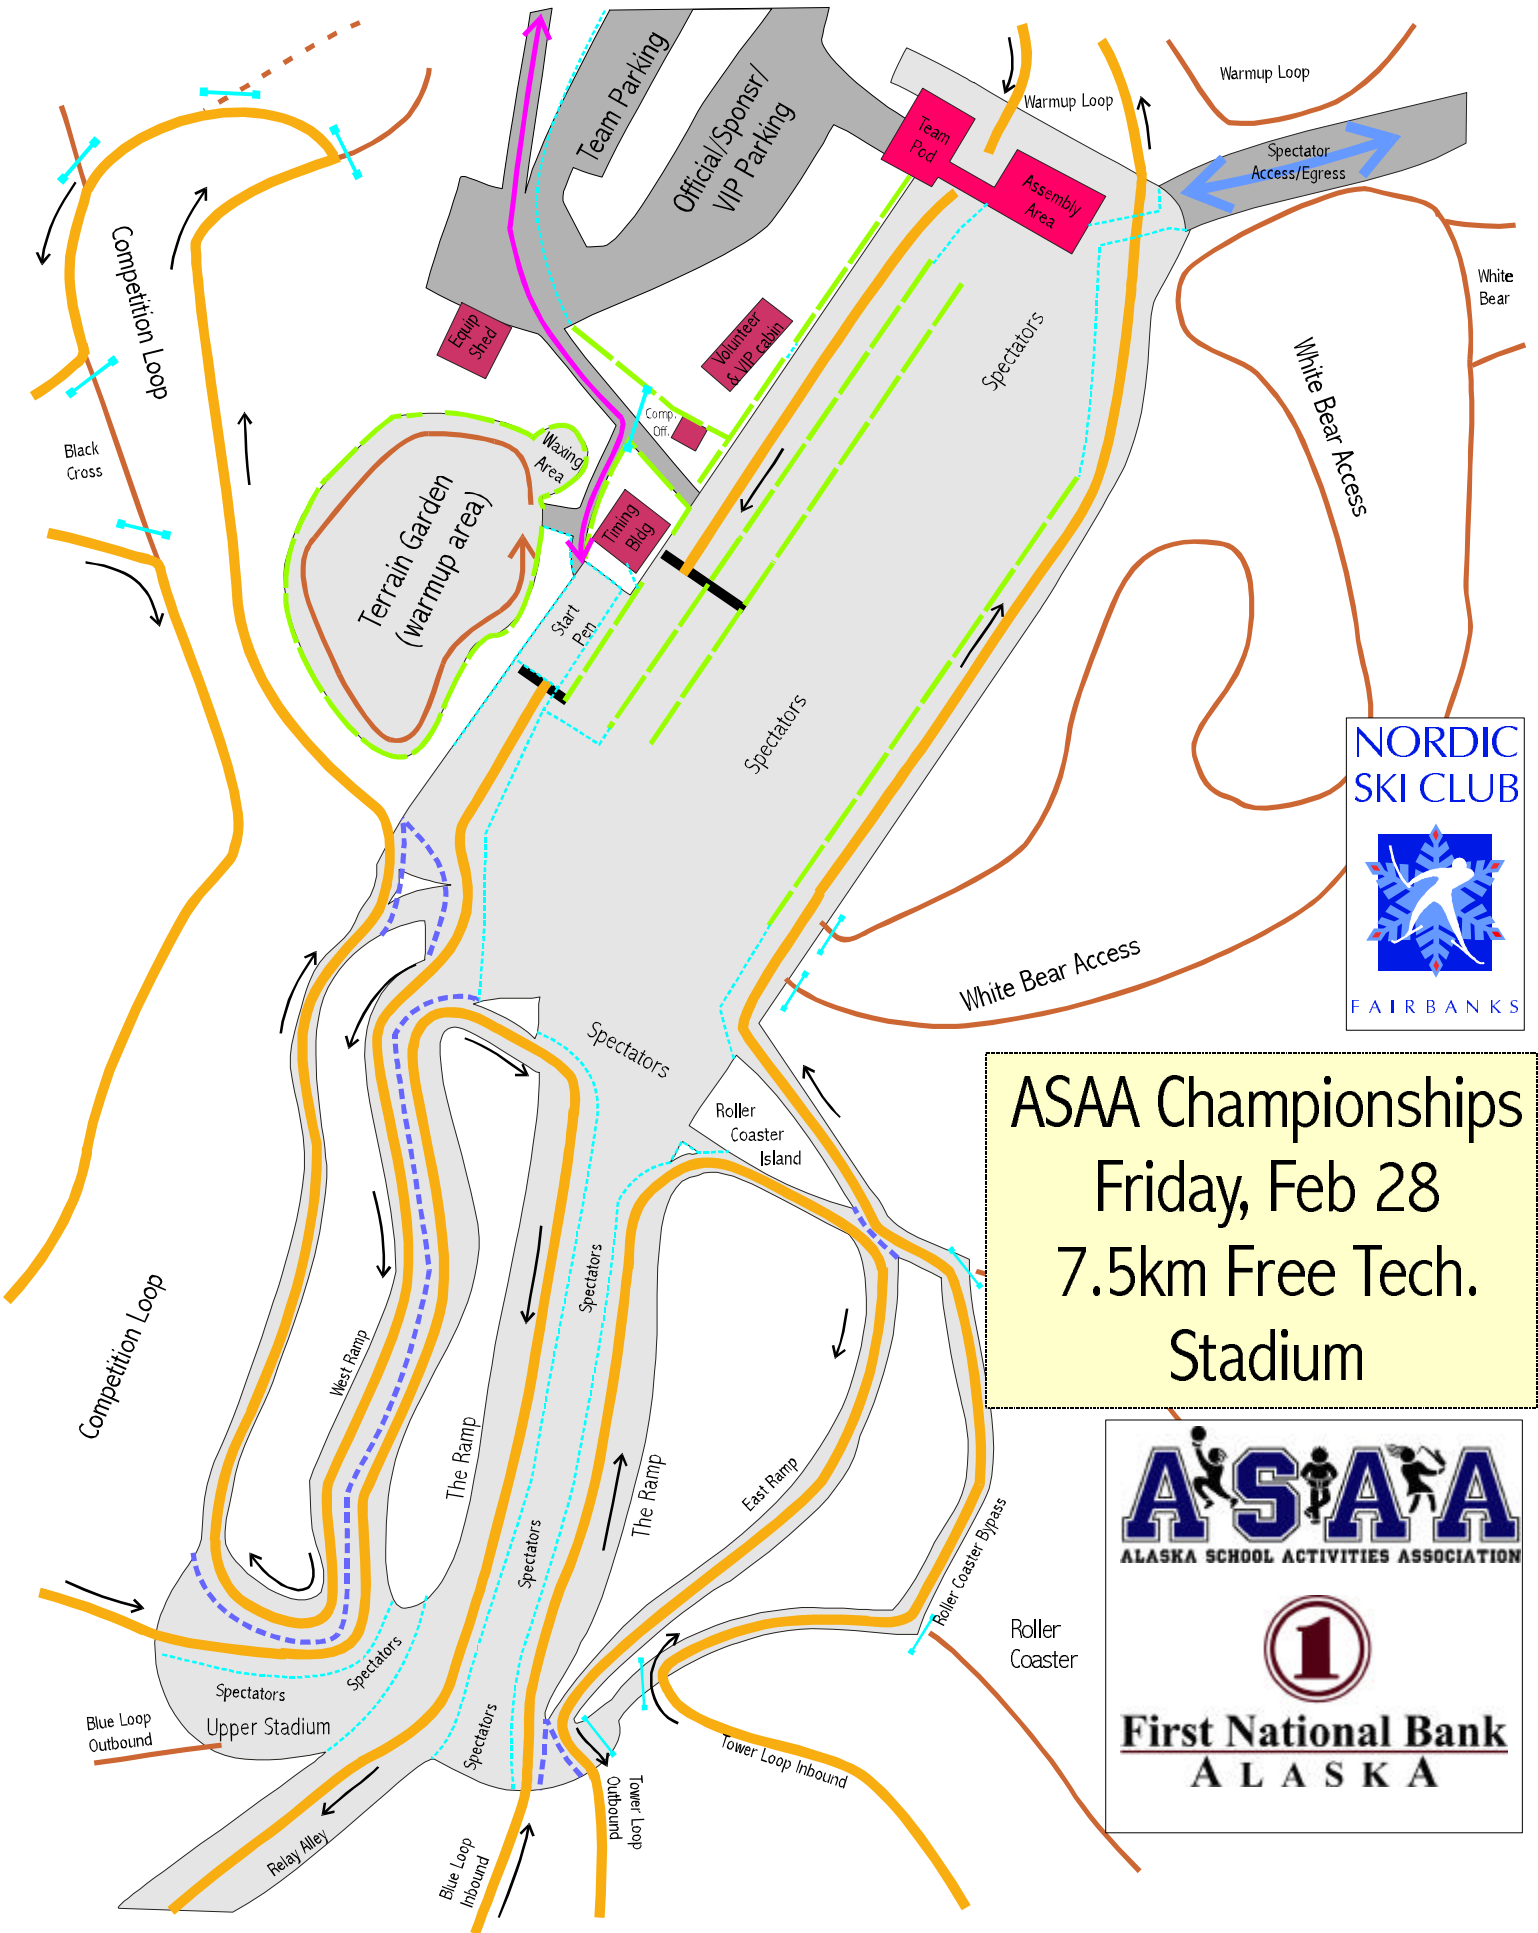 Team Parking
Official/Sponsr/
VIP Parking
Warmup Loop
Warmup Loop
Team
Pod
Assembly
Area
Spectator
Access/Egress
White
Bear
Competition Loop
Equip
Shed
Volunteer
& VIP cabin
Comp.
Off.
Spectators
White Bear Access
Black
Cross
Waxing
Area
Terrain Garden
(warmup area)
Timing
Bldg
Start
Pen
Spectators
NORDIC
SKI CLUB
FAIRBANKS
White Bear Access
Spectators
Roller
Coaster
Island
ASAA Championships
Friday, Feb 28
7.5km Free Tech.
Stadium
Competition Loop
West Ramp
Spectators
The Ramp
The Ramp
East Ramp
Spectators
Roller Coaster Bypass
Roller
Coaster
ASAA
ALASKA SCHOOL ACTIVITIES ASSOCIATION
1
First National Bank
ALASKA
Spectators
Spectators
Upper Stadium
Blue Loop
Outbound
Spectators
Tower Loop
Outbound
Tower Loop Inbound
Relay Alley
Blue Loop
Inbound